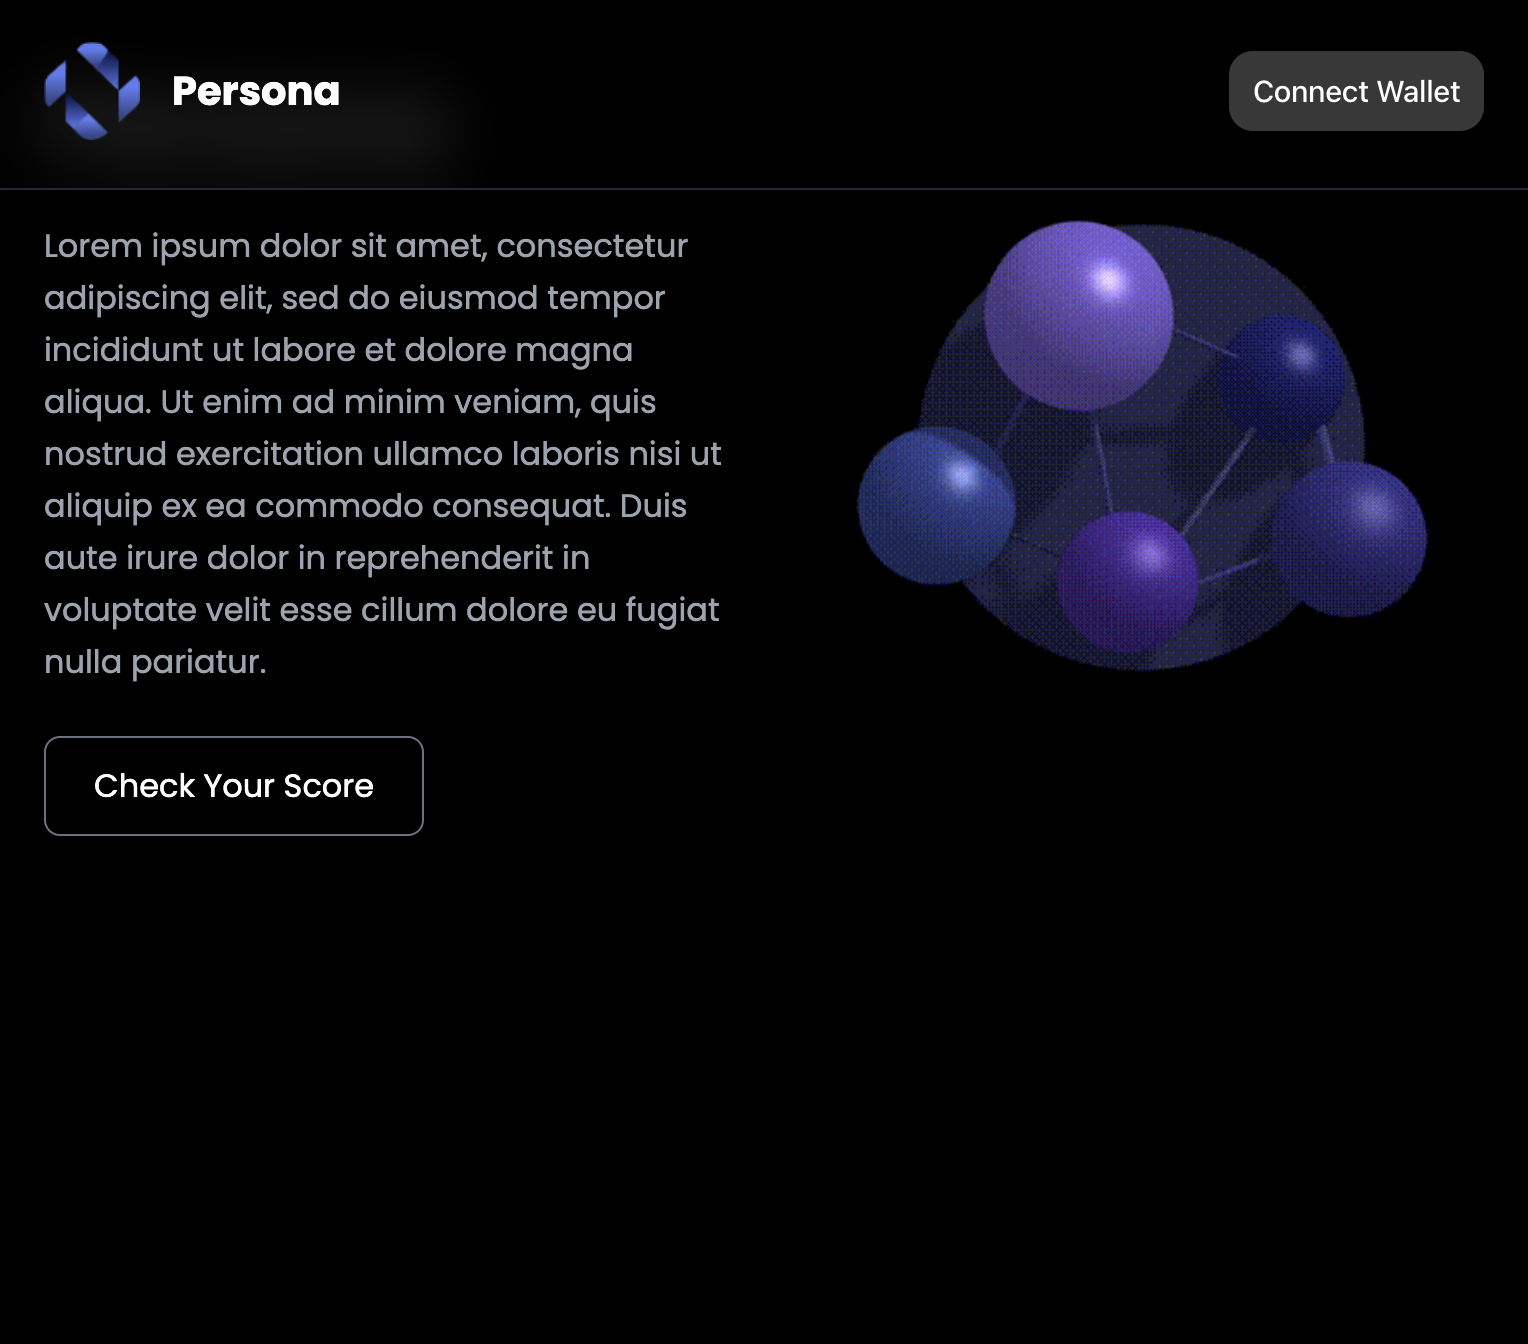 Persona
Connect Wallet
Lorem ipsum dolor sit amet, consectetur
adipiscing elit, sed do eiusmod tempor
incididunt ut labore et dolore magna
aliqua. Ut enim ad minim veniam, quis
nostrud exercitation ullamco laboris nisi ut
aliquip ex ea commodo consequat. Duis
aute irure dolor in reprehenderit in
voluptate velit esse cillum dolore eu fugiat
nulla pariatur.
Check Your Score